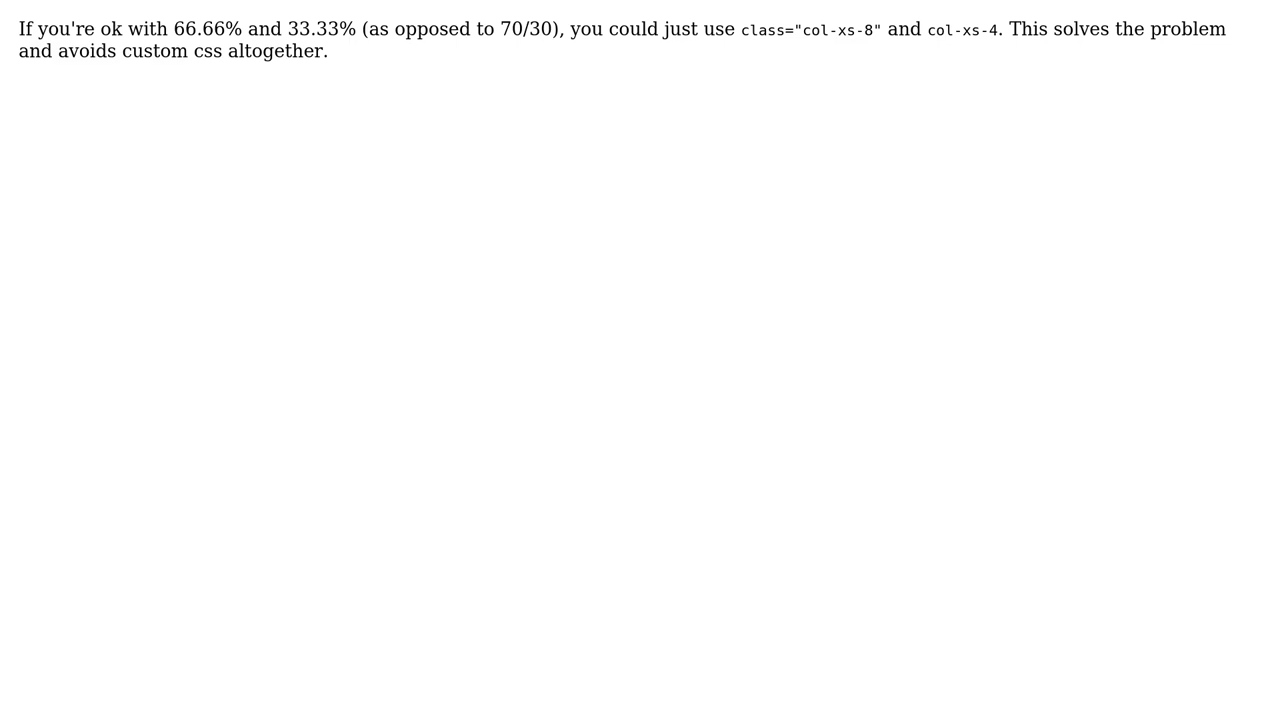 If you're ok with 66.66% and 33.33% (as opposed to 70/30), you could just use class="col-xs-8" and col-xs-4. This solves the problem
and avoids custom css altogether.